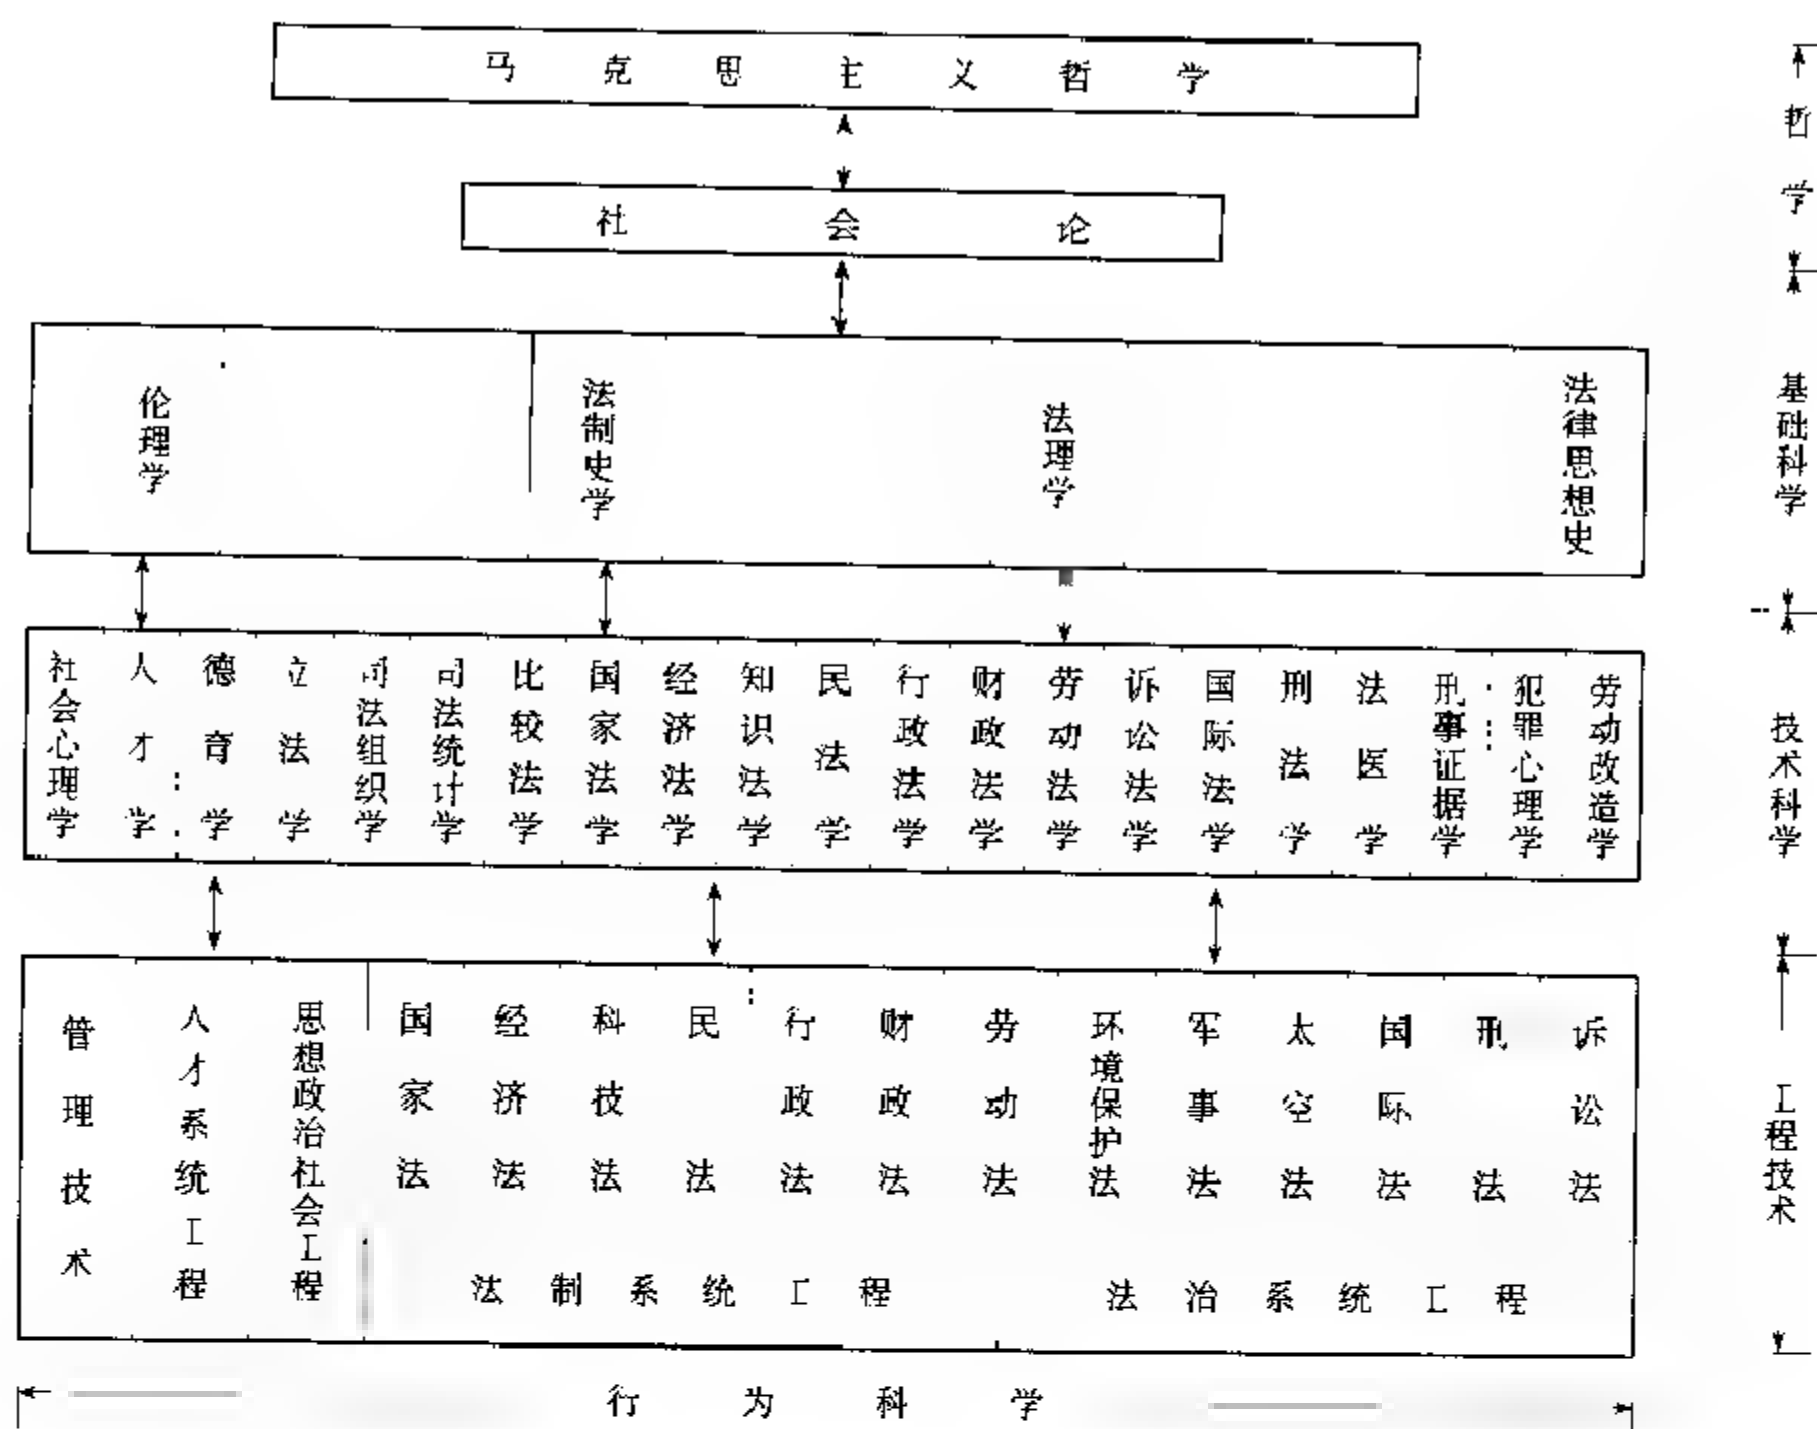 马克思主义哲学
社会论
伦理学
法制史学
法理学
法律思想史
社会心理学
人才学
德育学
立法学
司法组织学
司法统计学
比较法学
国家法学
经济法学
知识法学
民法学
行政法学
财政法学
劳动法学
诉讼法学
国际法学
刑法学
法医学
刑事证据学
犯罪心理学
劳动改造学
管理技术
人才系统工程
思想政治社会工程
国家法
经济法
科技法
民法
行政法
财政法
劳动法
环境保护法
军事法
太空法
国际法
刑法
诉讼法
法制系统工程
法治系统工程
行为科学
哲学
基础科学
技术科学
工程技术